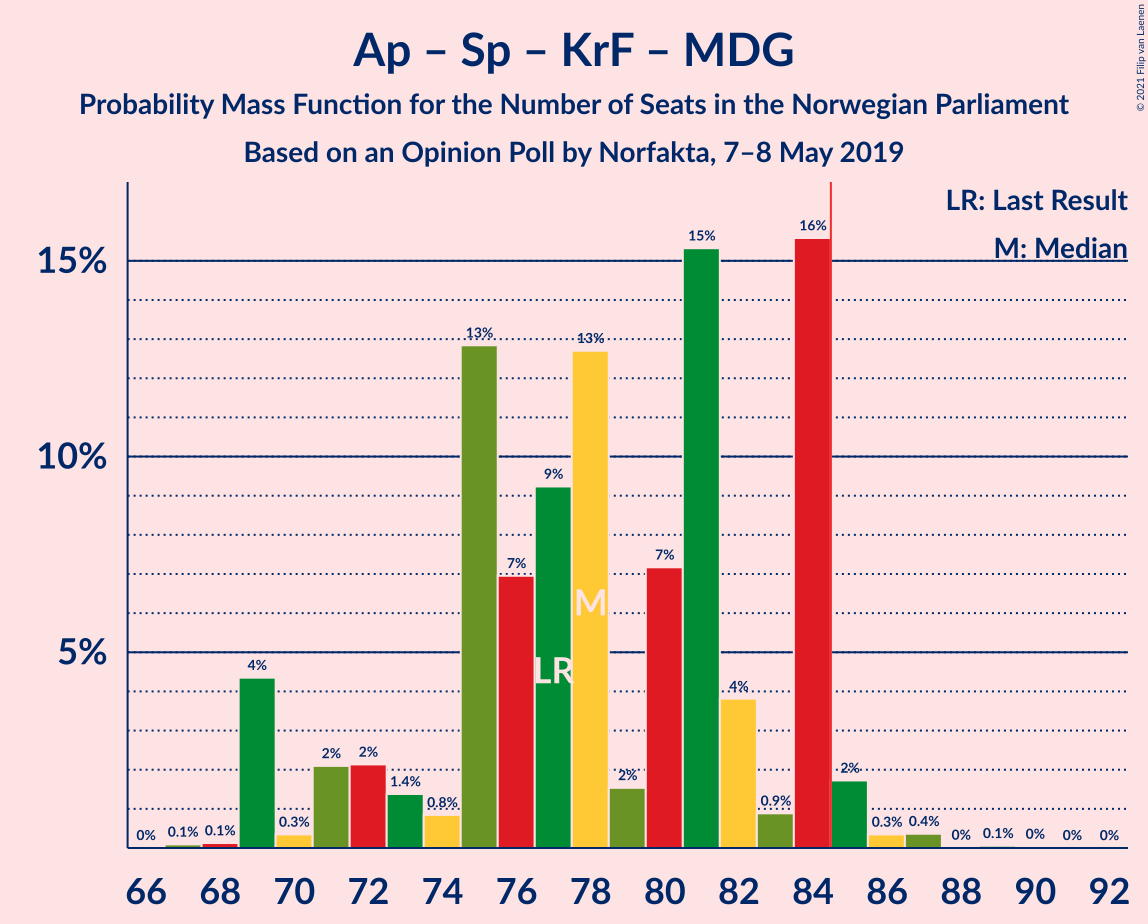 Ap – Sp – KrF – MDG
Probability Mass Function for the Number of Seats in the Norwegian Parliament
Based on an Opinion Poll by Norfakta, 7–8 May 2019
© 2021 Filip van Laenen
LR: Last Result
M: Median
15%
10%
5%
0% 0.1% 0.1% 4% 0.3% 2% 2% 1.4% 0.8% 13% 7% 9% 13% 2% 7% 15% 4% 0.9% 16% 2% 0.3% 0.4% 0% 0.1% 0% 0% 0%
M
LR
66 68 70 72 74 76 78 80 82 84 86 88 90 92